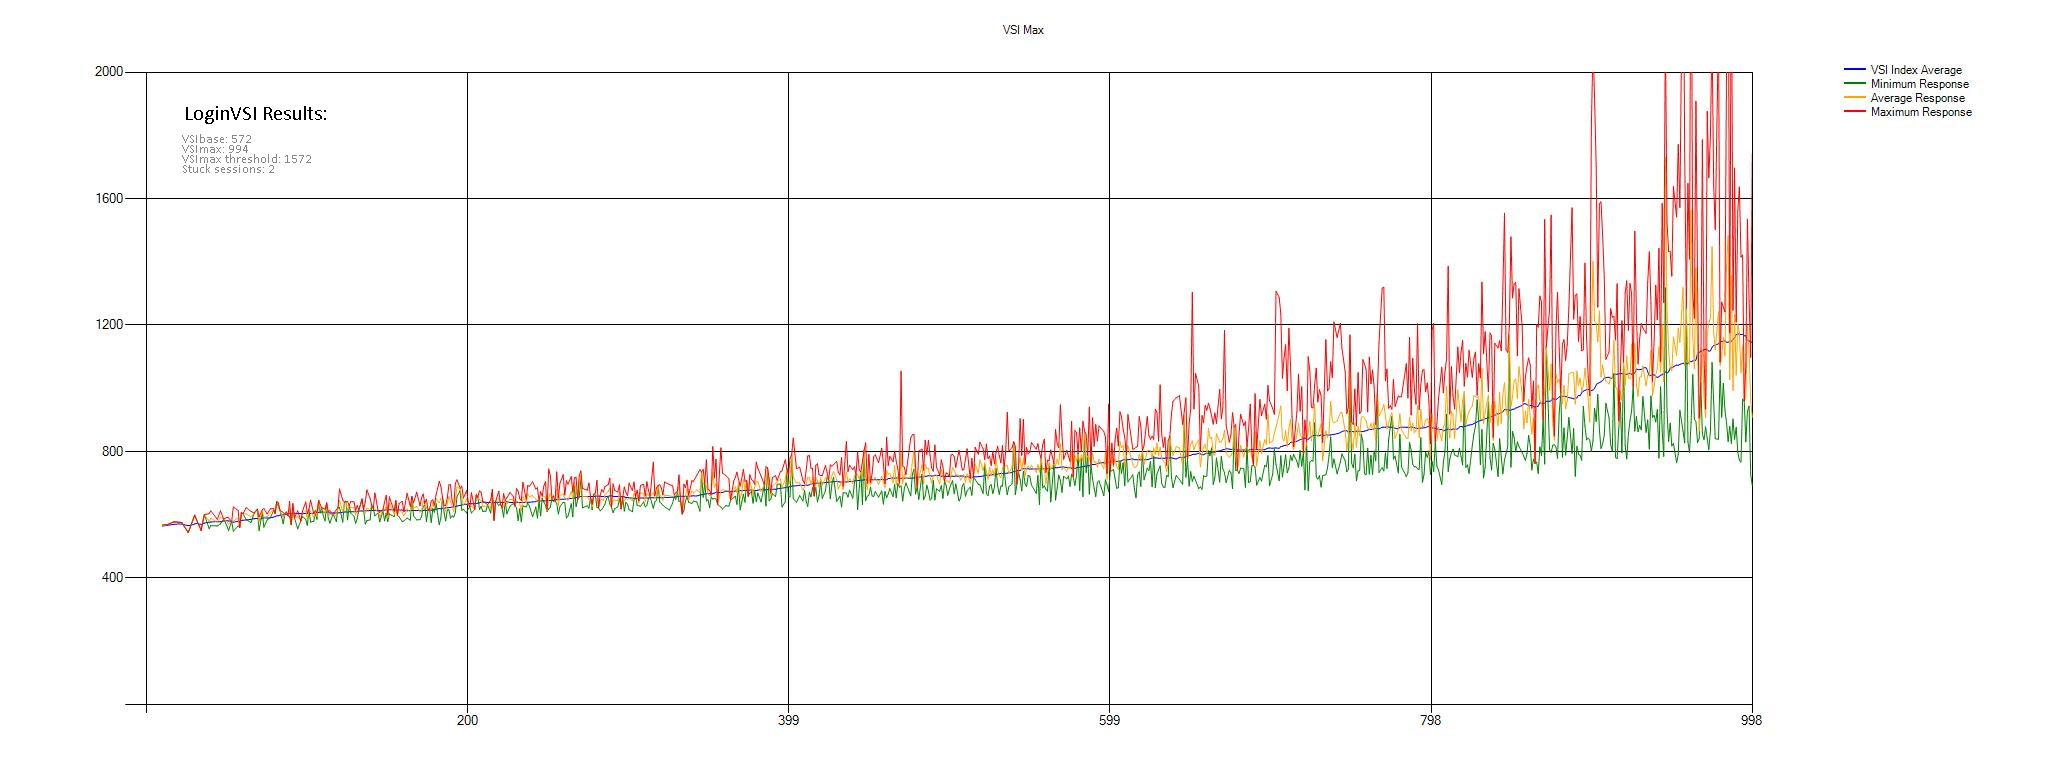 VSI Max
2000
1600
1200
800
400
LoginVSI Results:
VSIbase: 572
VSImax: 994
VSImax threshold: 1572
Stuck sessions: 2
VSI Index Average
Minimum Response
Average Response
Maximum Response
200
399
599
798
998